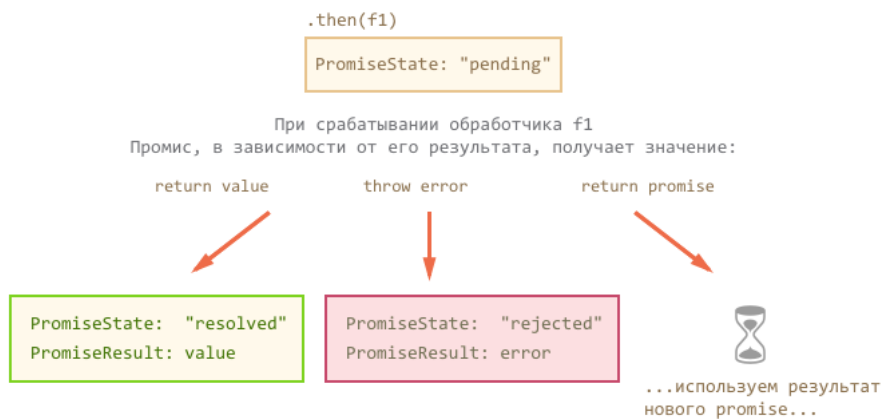 .then(f1)
PromiseState: "pending"
При срабатывании обработчика f1
Промис, в зависимости от его результата, получает значение:
return value
throw error
return promise
PromiseState:  "resolved"
PromiseResult: value
PromiseState:  "rejected"
PromiseResult: error
...используем результат
нового promise...